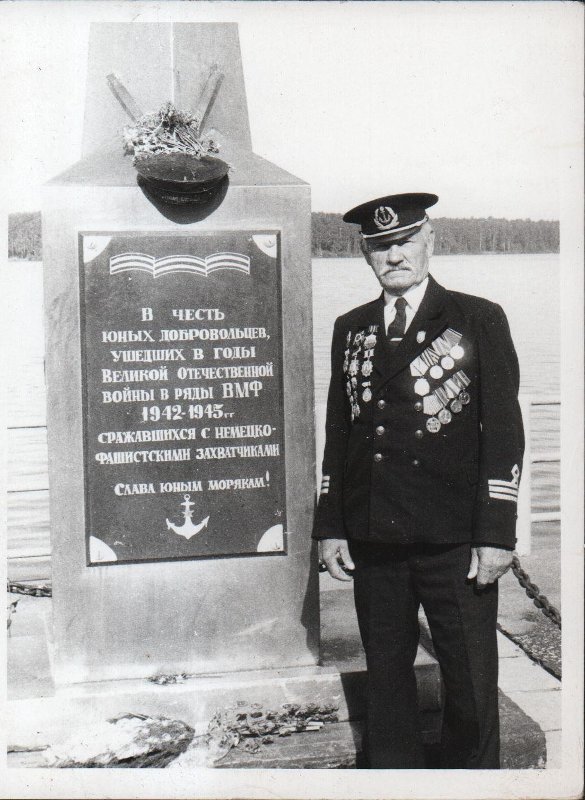 В ЧЕСТЬ
ЮНЫХ ДОБРОВОЛЬЦЕВ,
УШЕДШИХ В ГОДЫ
ВЕЛИКОЙ ОТЕЧЕСТВЕННОЙ
ВОЙНЫ В РЯДЫ ВМФ
1942-1945гг
СРАЖАВШИХСЯ С НЕМЕЦКО-
ФАШИСТСКИМИ ЗАХВАТЧИКАМИ
СЛАВА ЮНЫМ МОРЯКАМ!